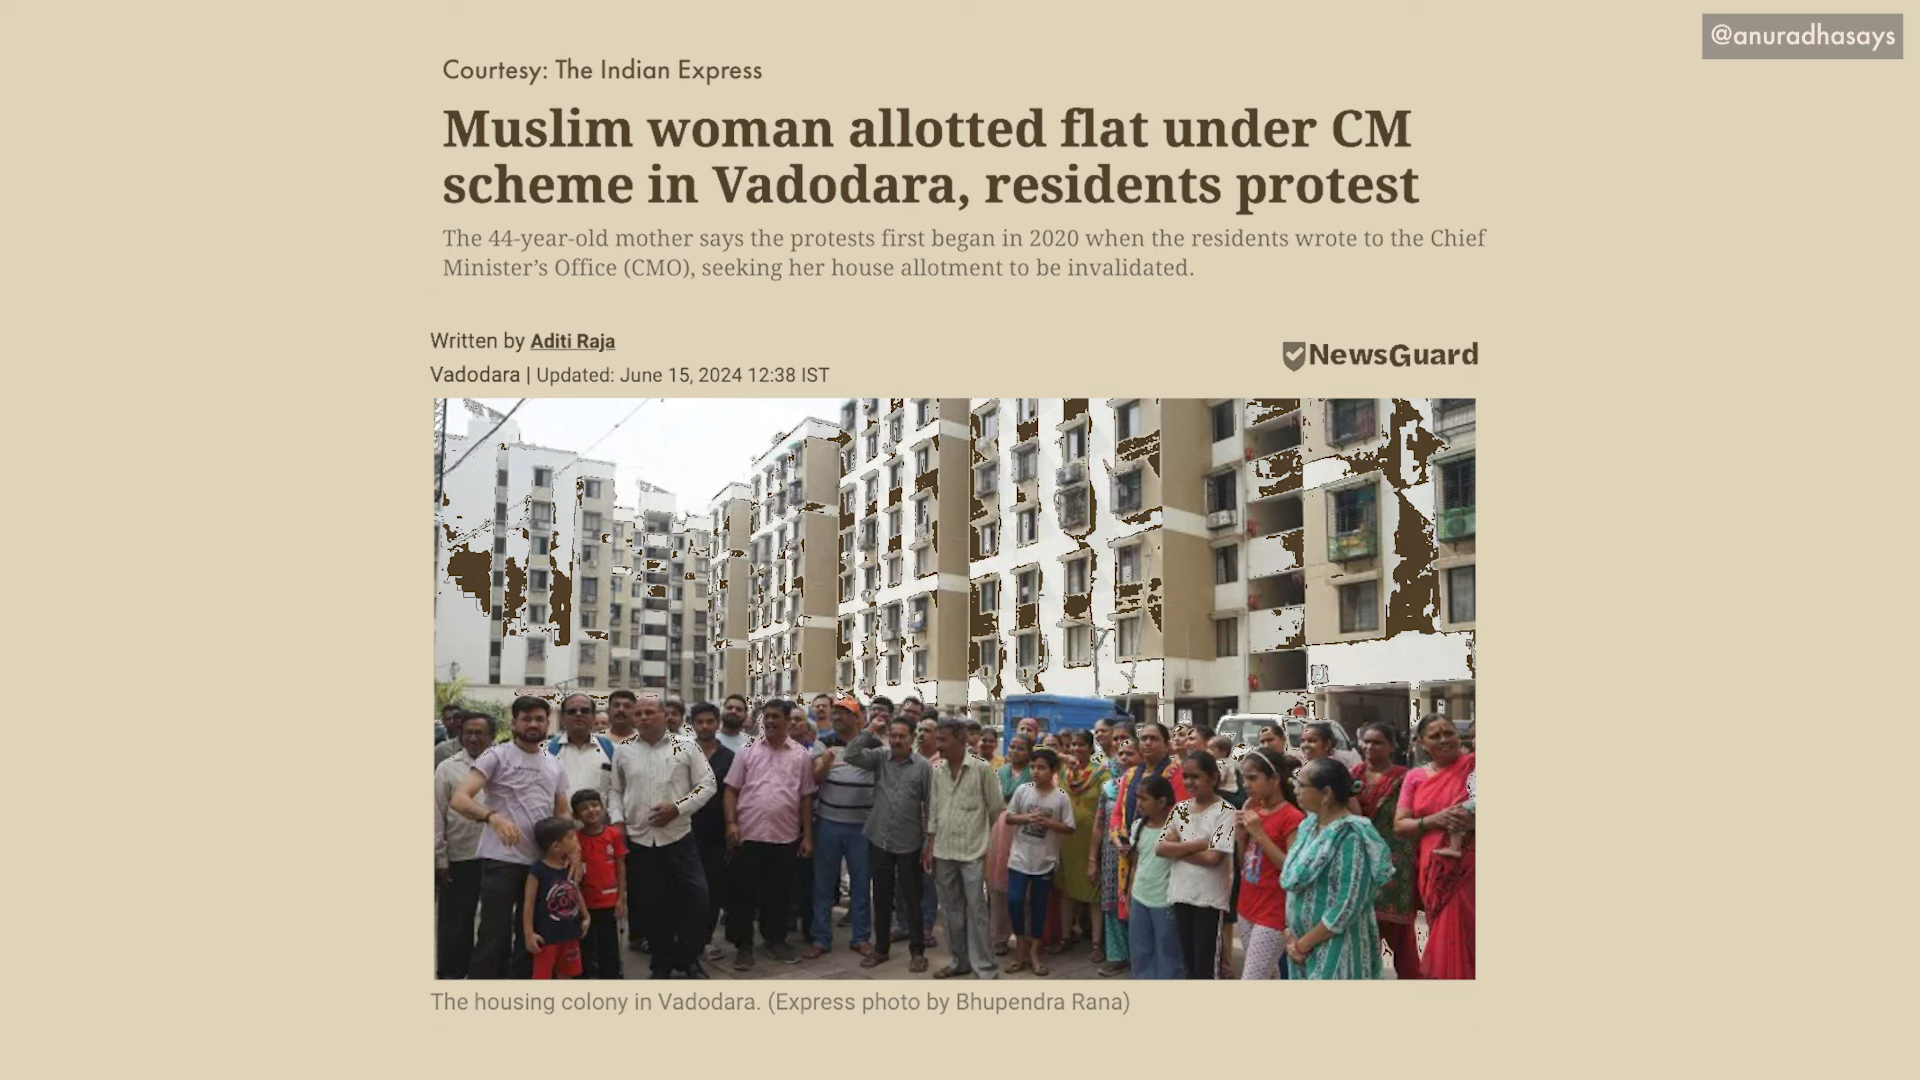 @anuradhasays
Courtesy: The Indian Express
Muslim woman allotted flat under CM
scheme in Vadodara, residents protest
The 44-year-old mother says the protests first began in 2020 when the residents wrote to the Chief
Minister’s Office (CMO), seeking her house allotment to be invalidated.
Written by Aditi Raja
NewsGuard
Vadodara | Updated: June 15, 2024 12:38 IST
The housing colony in Vadodara. (Express photo by Bhupendra Rana)